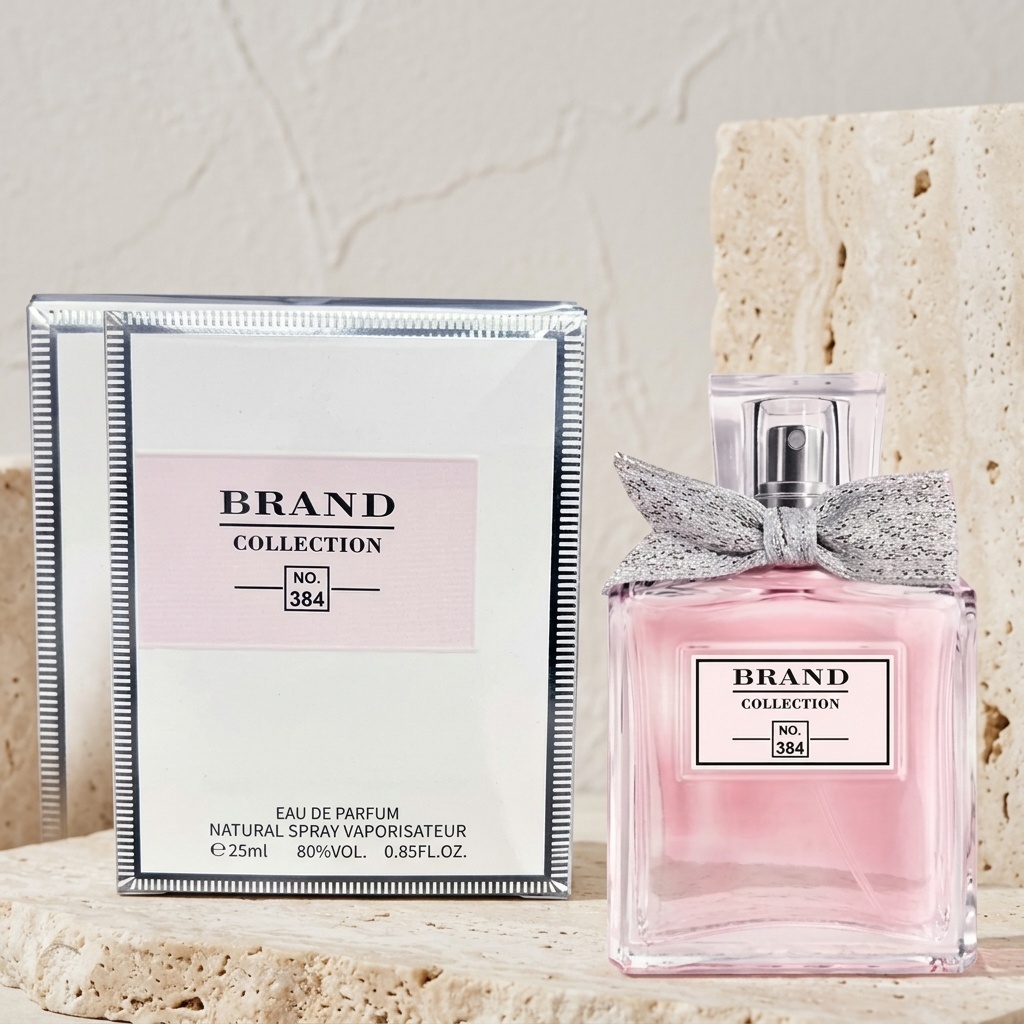 BRAND
COLLECTION
NO.
384
EAU DE PARFUM
NATURAL SPRAY VAPORISATEUR
℮25ml 80%VOL. 0.85FL.OZ.
BRAND
COLLECTION
NO.
384